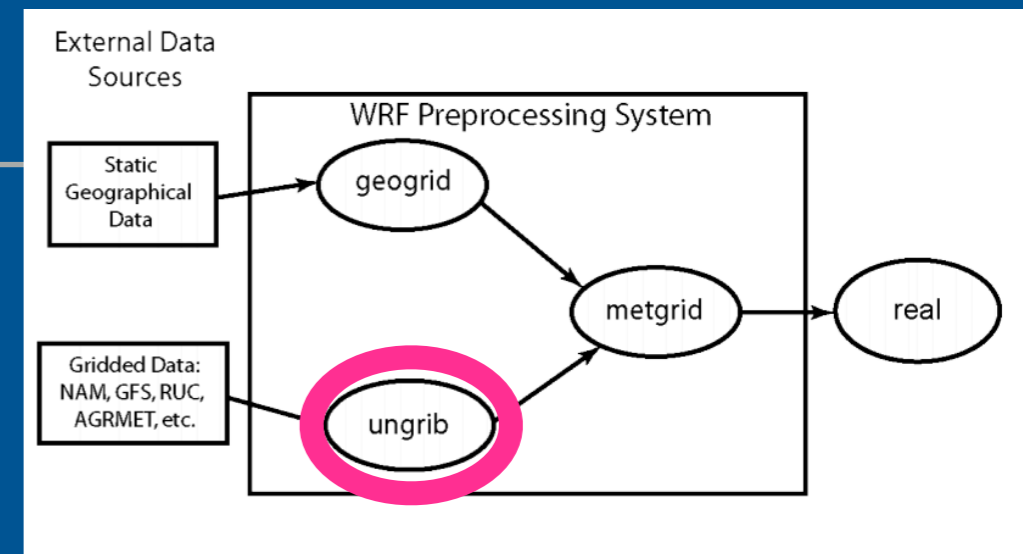 External Data
Sources
WRF Preprocessing System
Static
Geographical
Data
geogrid
metgrid
real
Gridded Data:
NAM, GFS, RUC,
AGRMET, etc.
ungrib